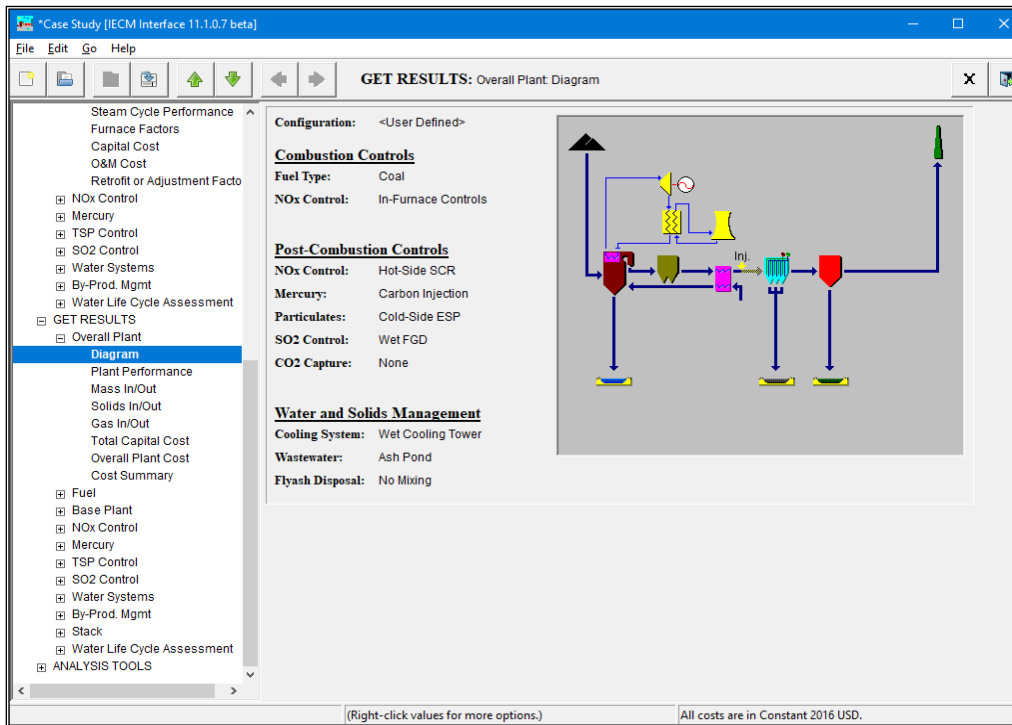 *Case Study [IECM Interface 11.1.0.7 beta]
File Edit Go Help
GET RESULTS: Overall Plant: Diagram
Steam Cycle Performance
Furnace Factors
Capital Cost
O&M Cost
Retrofit or Adjustment Facto
NOx Control
Mercury
TSP Control
SO2 Control
Water Systems
By-Prod. Mgmt
Water Life Cycle Assessment
GET RESULTS
Overall Plant
Diagram
Plant Performance
Mass In/Out
Solids In/Out
Gas In/Out
Total Capital Cost
Overall Plant Cost
Cost Summary
Fuel
Base Plant
NOx Control
Mercury
TSP Control
SO2 Control
Water Systems
By-Prod. Mgmt
Stack
Water Life Cycle Assessment
ANALYSIS TOOLS
Configuration: <User Defined>
Combustion Controls
Fuel Type: Coal
NOx Control: In-Furnace Controls
Post-Combustion Controls
NOx Control: Hot-Side SCR
Mercury: Carbon Injection
Particulates: Cold-Side ESP
SO2 Control: Wet FGD
CO2 Capture: None
Water and Solids Management
Cooling System: Wet Cooling Tower
Wastewater: Ash Pond
Flyash Disposal: No Mixing
Inj.
(Right-click values for more options.)
All costs are in Constant 2016 USD.